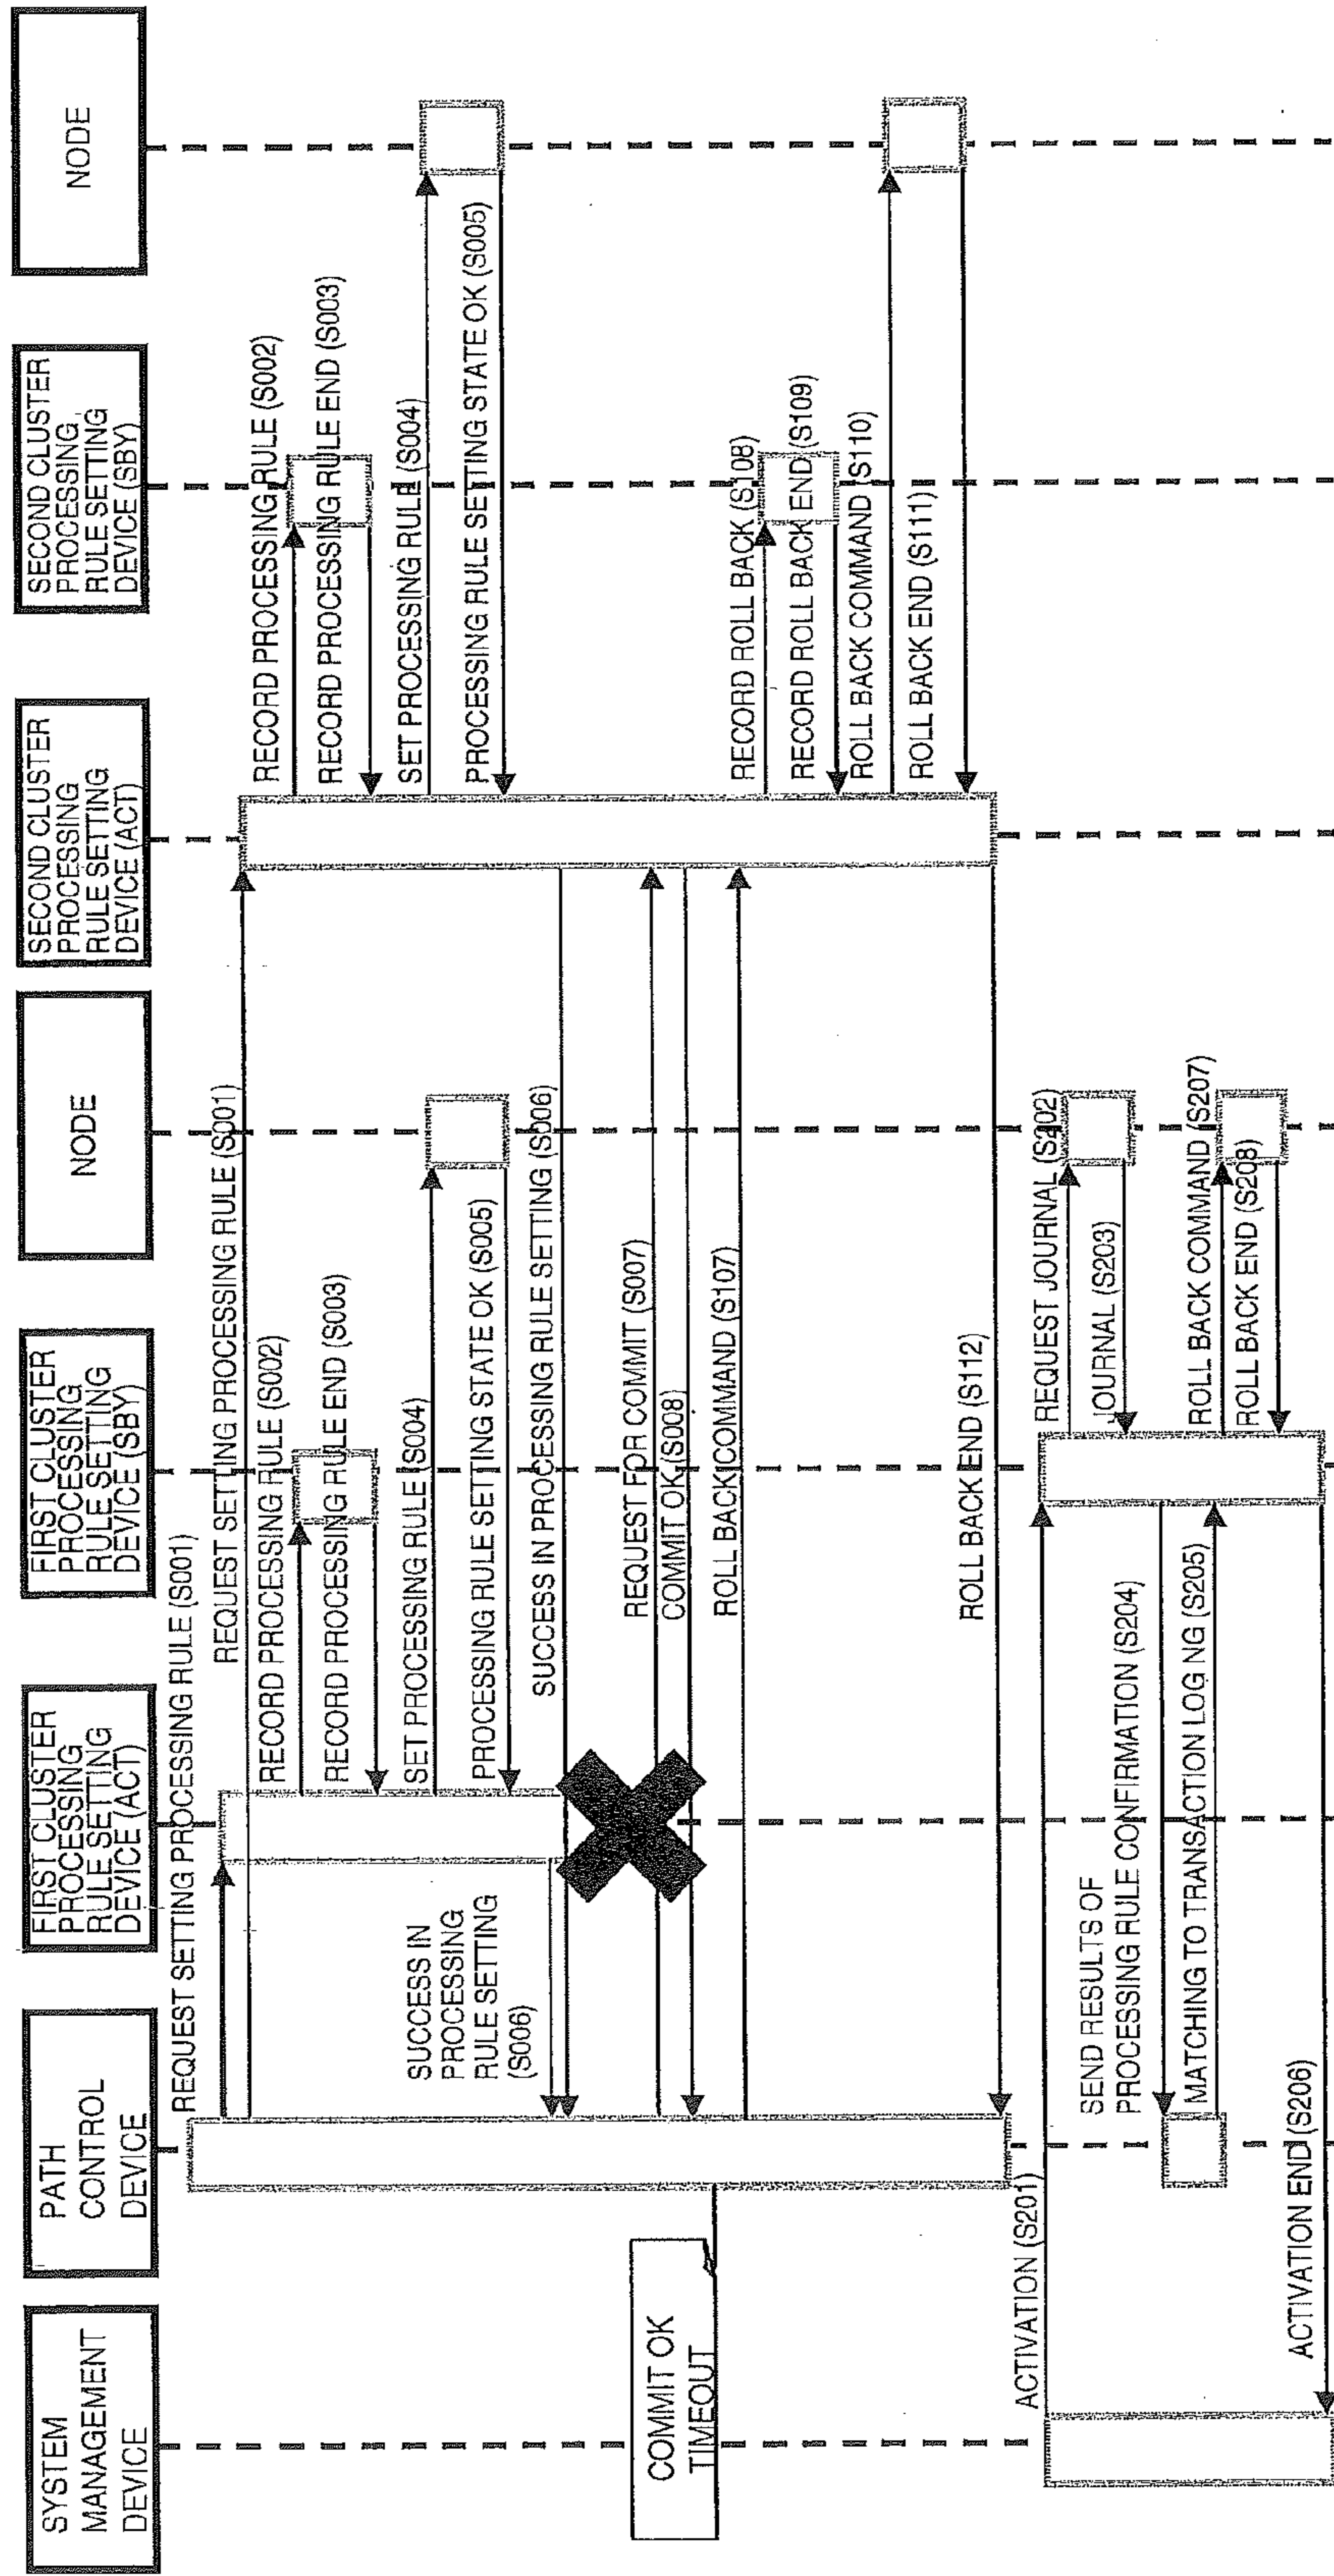 SYSTEM
MANAGEMENT
DEVICE
PATH
CONTROL
DEVICE
FIRST CLUSTER
PROCESSING
RULE SETTING
DEVICE (ACT)
FIRST CLUSTER
PROCESSING
RULE SETTING
DEVICE (SBY)
NODE
SECOND CLUSTER
PROCESSING
RULE SETTING
DEVICE (ACT)
SECOND CLUSTER
PROCESSING
RULE SETTING
DEVICE (SBY)
NODE
REQUEST SETTING PROCESSING RULE (S001)
REQUEST SETTING PROCESSING RULE (S001)
RECORD PROCESSING RULE (S002)
RECORD PROCESSING RULE (S002)
RECORD PROCESSING RULE END (S003)
RECORD PROCESSING RULE END (S003)
SET PROCESSING RULE (S004)
SET PROCESSING RULE (S004)
PROCESSING RULE SETTING STATE OK (S005)
PROCESSING RULE SETTING STATE OK (S005)
SUCCESS IN
PROCESSING
RULE SETTING
(S006)
SUCCESS IN PROCESSING RULE SETTING (S006)
REQUEST FOR COMMIT (S007)
COMMIT OK (S008)
COMMIT OK
TIMEOUT
ROLL BACK COMMAND (S107)
RECORD ROLL BACK (S108)
RECORD ROLL BACK END (S109)
ROLL BACK COMMAND (S110)
ROLL BACK END (S111)
ROLL BACK END (S112)
ACTIVATION (S201)
REQUEST JOURNAL (S202)
JOURNAL (S203)
SEND RESULTS OF
PROCESSING RULE CONFIRMATION (S204)
MATCHING TO TRANSACTION LOG NG (S205)
ROLL BACK COMMAND (S207)
ROLL BACK END (S208)
ACTIVATION END (S206)